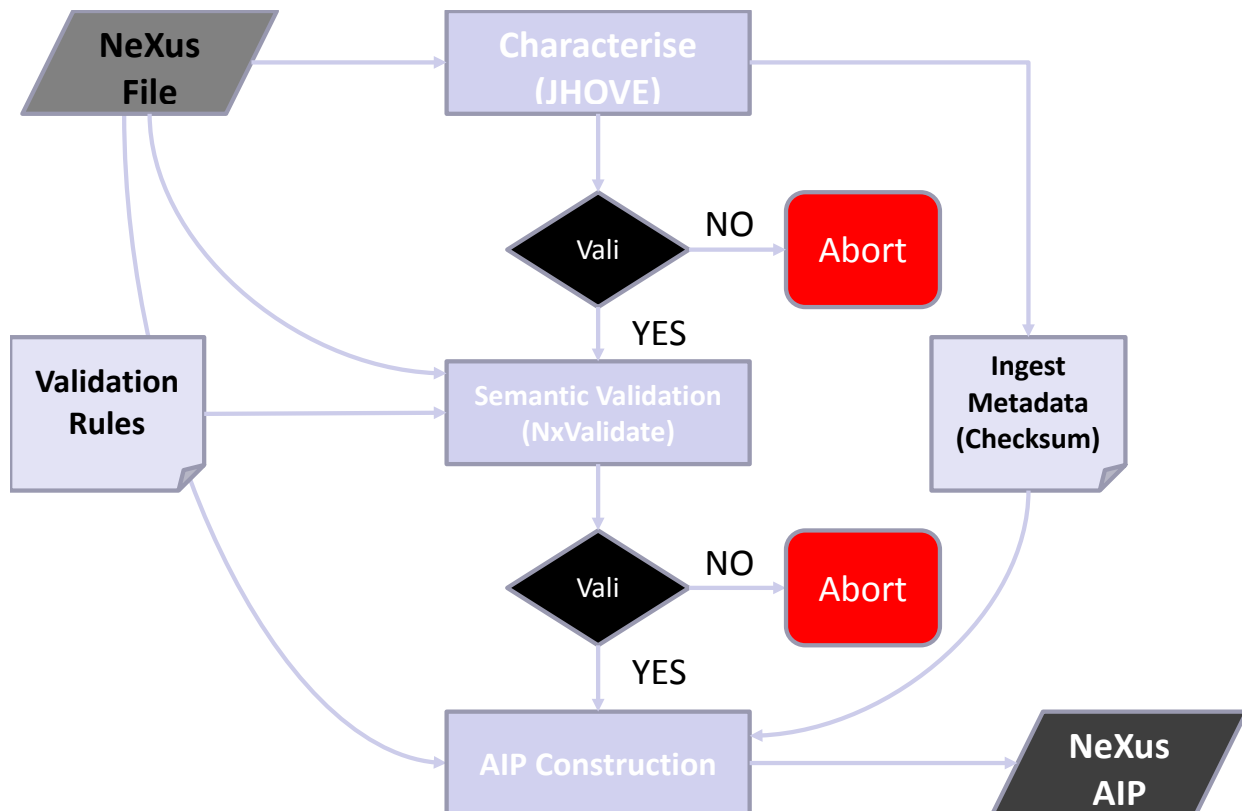 NeXus
File
Characterise
(JHOVE)
Vali
NO
Abort
YES
Validation
Rules
Semantic Validation
(NxValidate)
Ingest
Metadata
(Checksum)
Vali
NO
Abort
YES
AIP Construction
NeXus
AIP